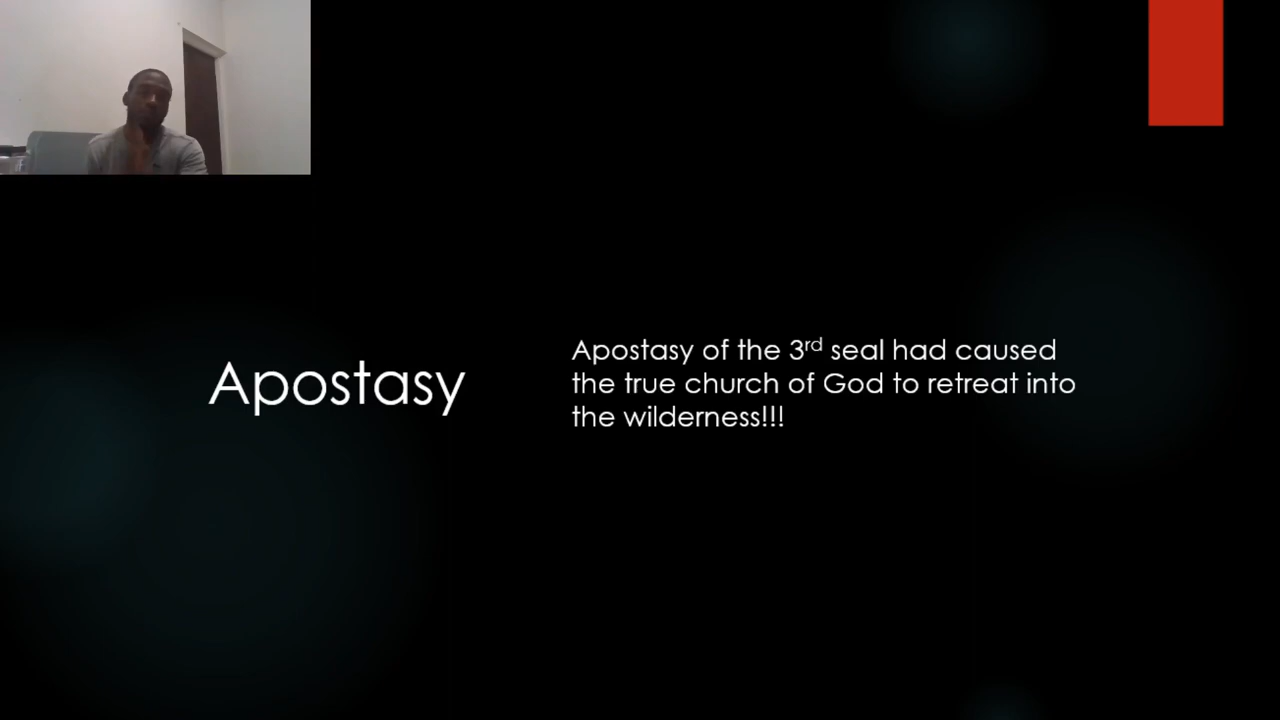 Apostasy
Apostasy of the 3rd seal had caused
the true church of God to retreat into
the wilderness!!!